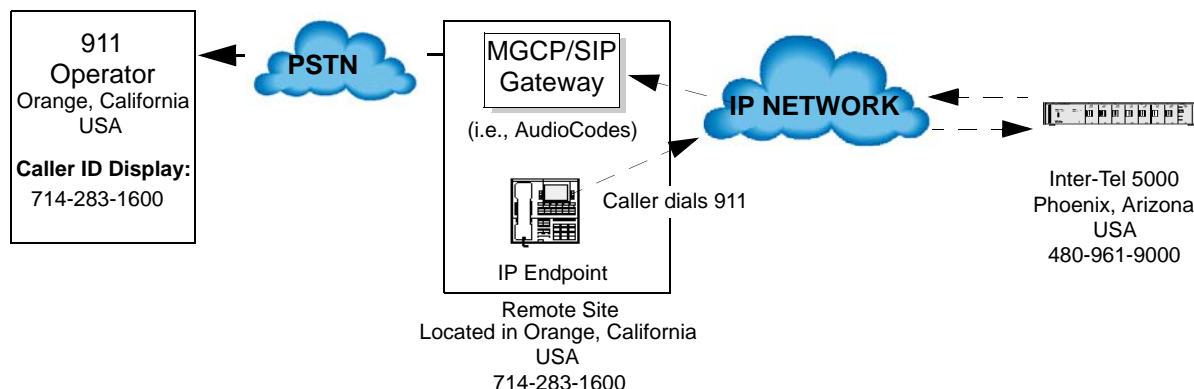 911
Operator
Orange, California
USA
Caller ID Display:
714-283-1600
PSTN
MGCP/SIP
Gateway
(i.e., AudioCodes)
Caller dials 911
IP Endpoint
Remote Site
Located in Orange, California
USA
714-283-1600
IP NETWORK
Inter-Tel 5000
Phoenix, Arizona
USA
480-961-9000